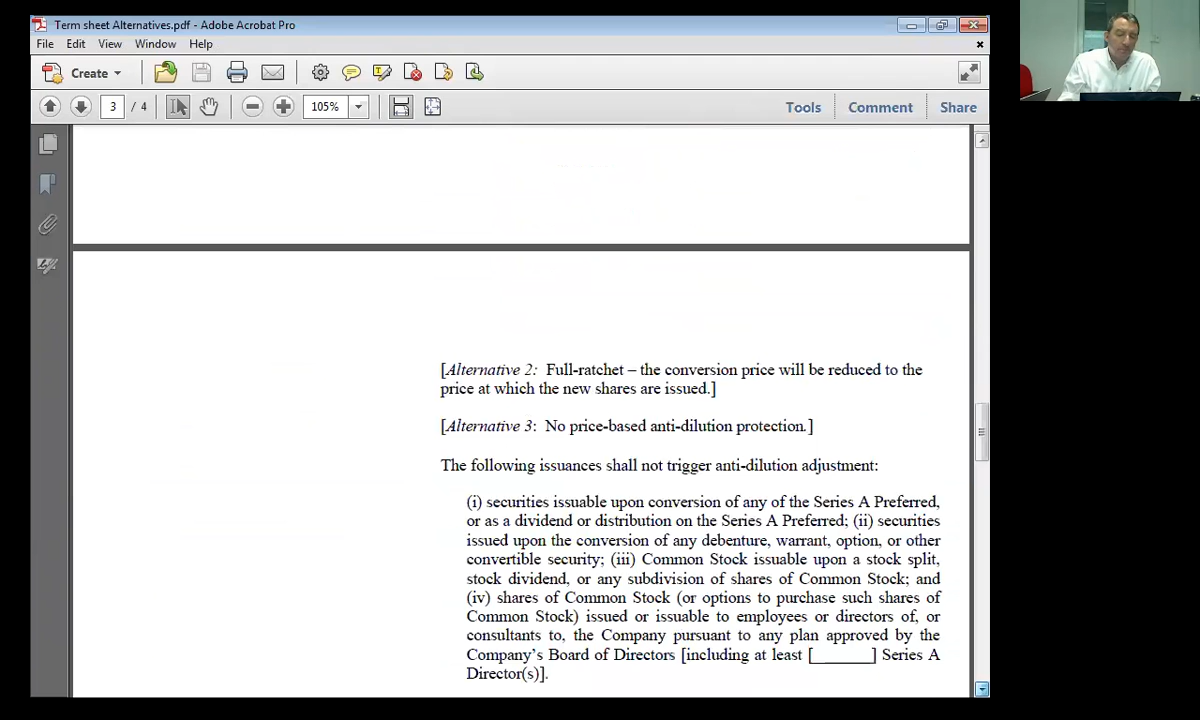 Term sheet Alternatives.pdf - Adobe Acrobat Pro
File Edit View Window Help
Create
3 / 4 105% Tools Comment Share
[Alternative 2: Full-ratchet – the conversion price will be reduced to the
price at which the new shares are issued.]
[Alternative 3: No price-based anti-dilution protection.]
The following issuances shall not trigger anti-dilution adjustment:
(i) securities issuable upon conversion of any of the Series A Preferred,
or as a dividend or distribution on the Series A Preferred; (ii) securities
issued upon the conversion of any debenture, warrant, option, or other
convertible security; (iii) Common Stock issuable upon a stock split,
stock dividend, or any subdivision of shares of Common Stock; and
(iv) shares of Common Stock (or options to purchase such shares of
Common Stock) issued or issuable to employees or directors of, or
consultants to, the Company pursuant to any plan approved by the
Company's Board of Directors [including at least [_______] Series A
Director(s)].